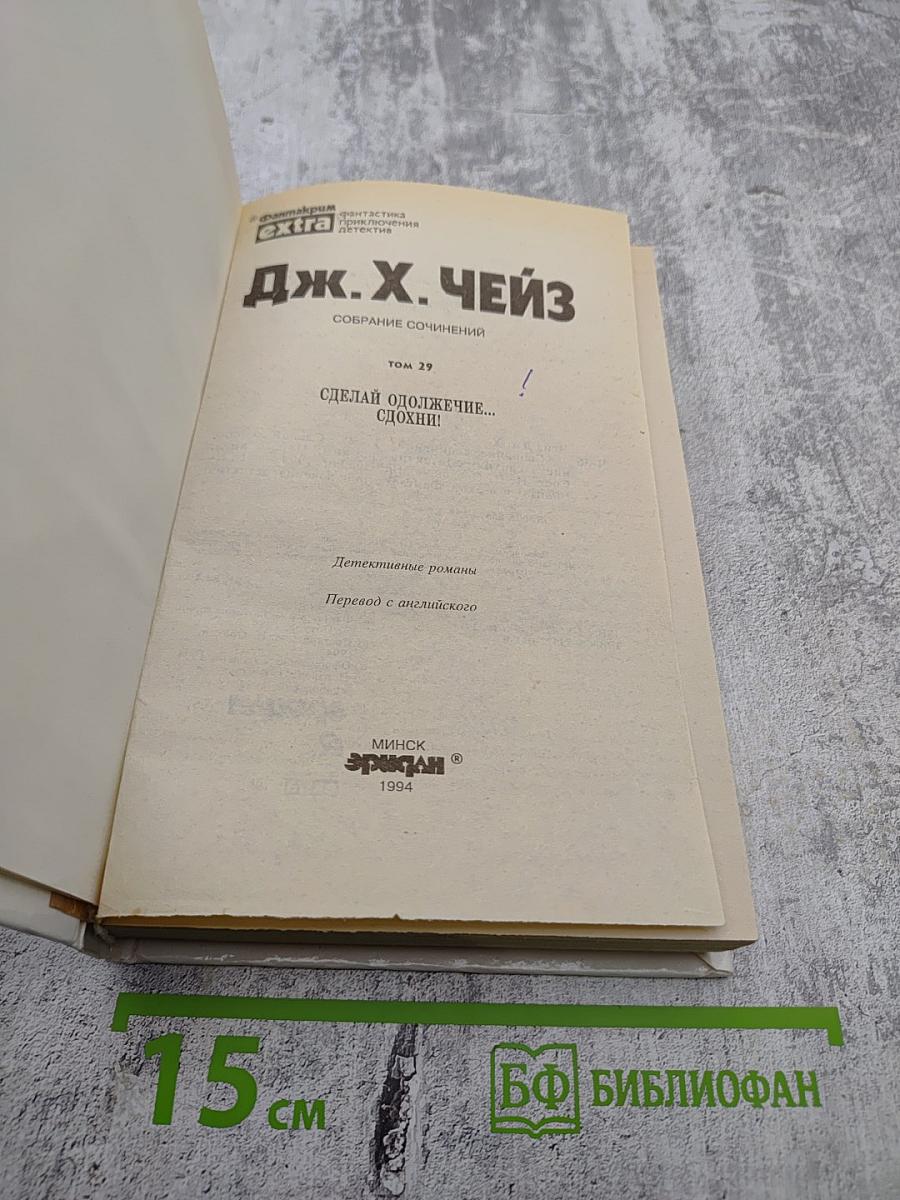 Фантакрим
extra
фантастика
приключения
детектив
Дж. Х. ЧЕЙЗ
СОБРАНИЕ СОЧИНЕНИЙ
ТОМ 29
!
СДЕЛАЙ ОДОЛЖЕЧИЕ...
СДОХНИ!
Детективные романы
Перевод с английского
МИНСК
эридан ®
1994
15 см
БФ БИБЛИОФАН